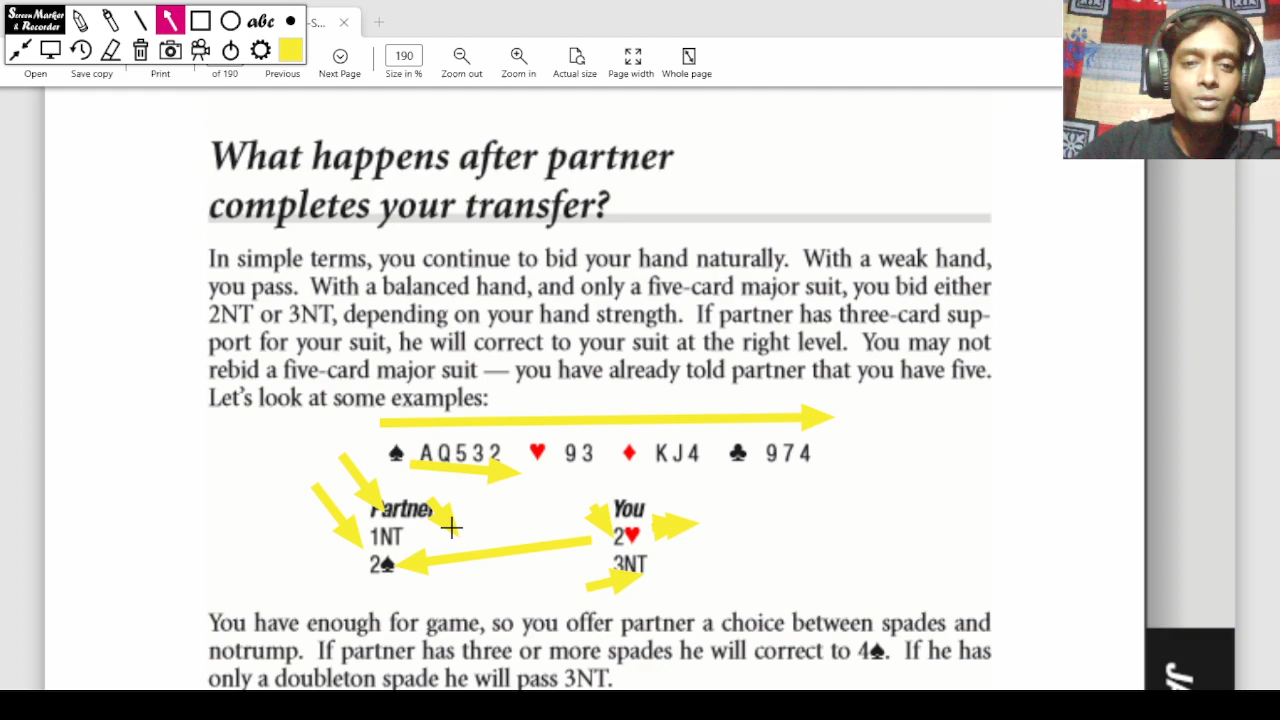 Screen Marker
& Recorder
abc
-S...
190
Open
Save copy
Print
of 190
Previous
Next Page
Size in %
Zoom out
Zoom in
Actual size
Page width
Whole page
What happens after partner
completes your transfer?
In simple terms, you continue to bid your hand naturally. With a weak hand,
you pass. With a balanced hand, and only a five-card major suit, you bid either
2NT or 3NT, depending on your hand strength. If partner has three-card sup-
port for your suit, he will correct to your suit at the right level. You may not
rebid a five-card major suit — you have already told partner that you have five.
Let's look at some examples:
♠ AQ532 ♥ 93 ♦ KJ4 ♣ 974
Partner You
1NT 2♥
2♠ 3NT
You have enough for game, so you offer partner a choice between spades and
notrump. If partner has three or more spades he will correct to 4♠. If he has
only a doubleton spade he will pass 3NT.